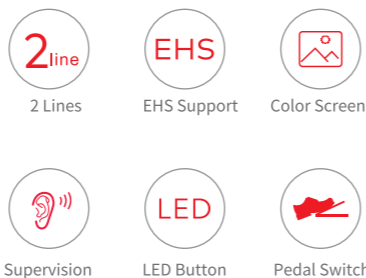 2line
EHS
2 Lines
EHS Support
Color Screen
LED
Supervision
LED Button
Pedal Switch